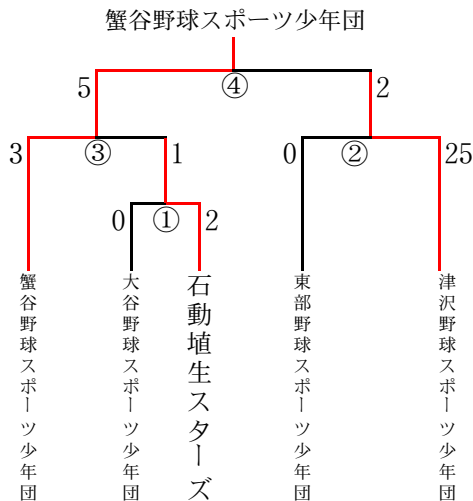 蟹谷野球スポーツ少年団
5
④
2
3
③
1
0
②
25
0
①
2
蟹谷野球スポーツ少年団
大谷野球スポーツ少年団
石動埴生スターズ
東部野球スポーツ少年団
津沢野球スポーツ少年団